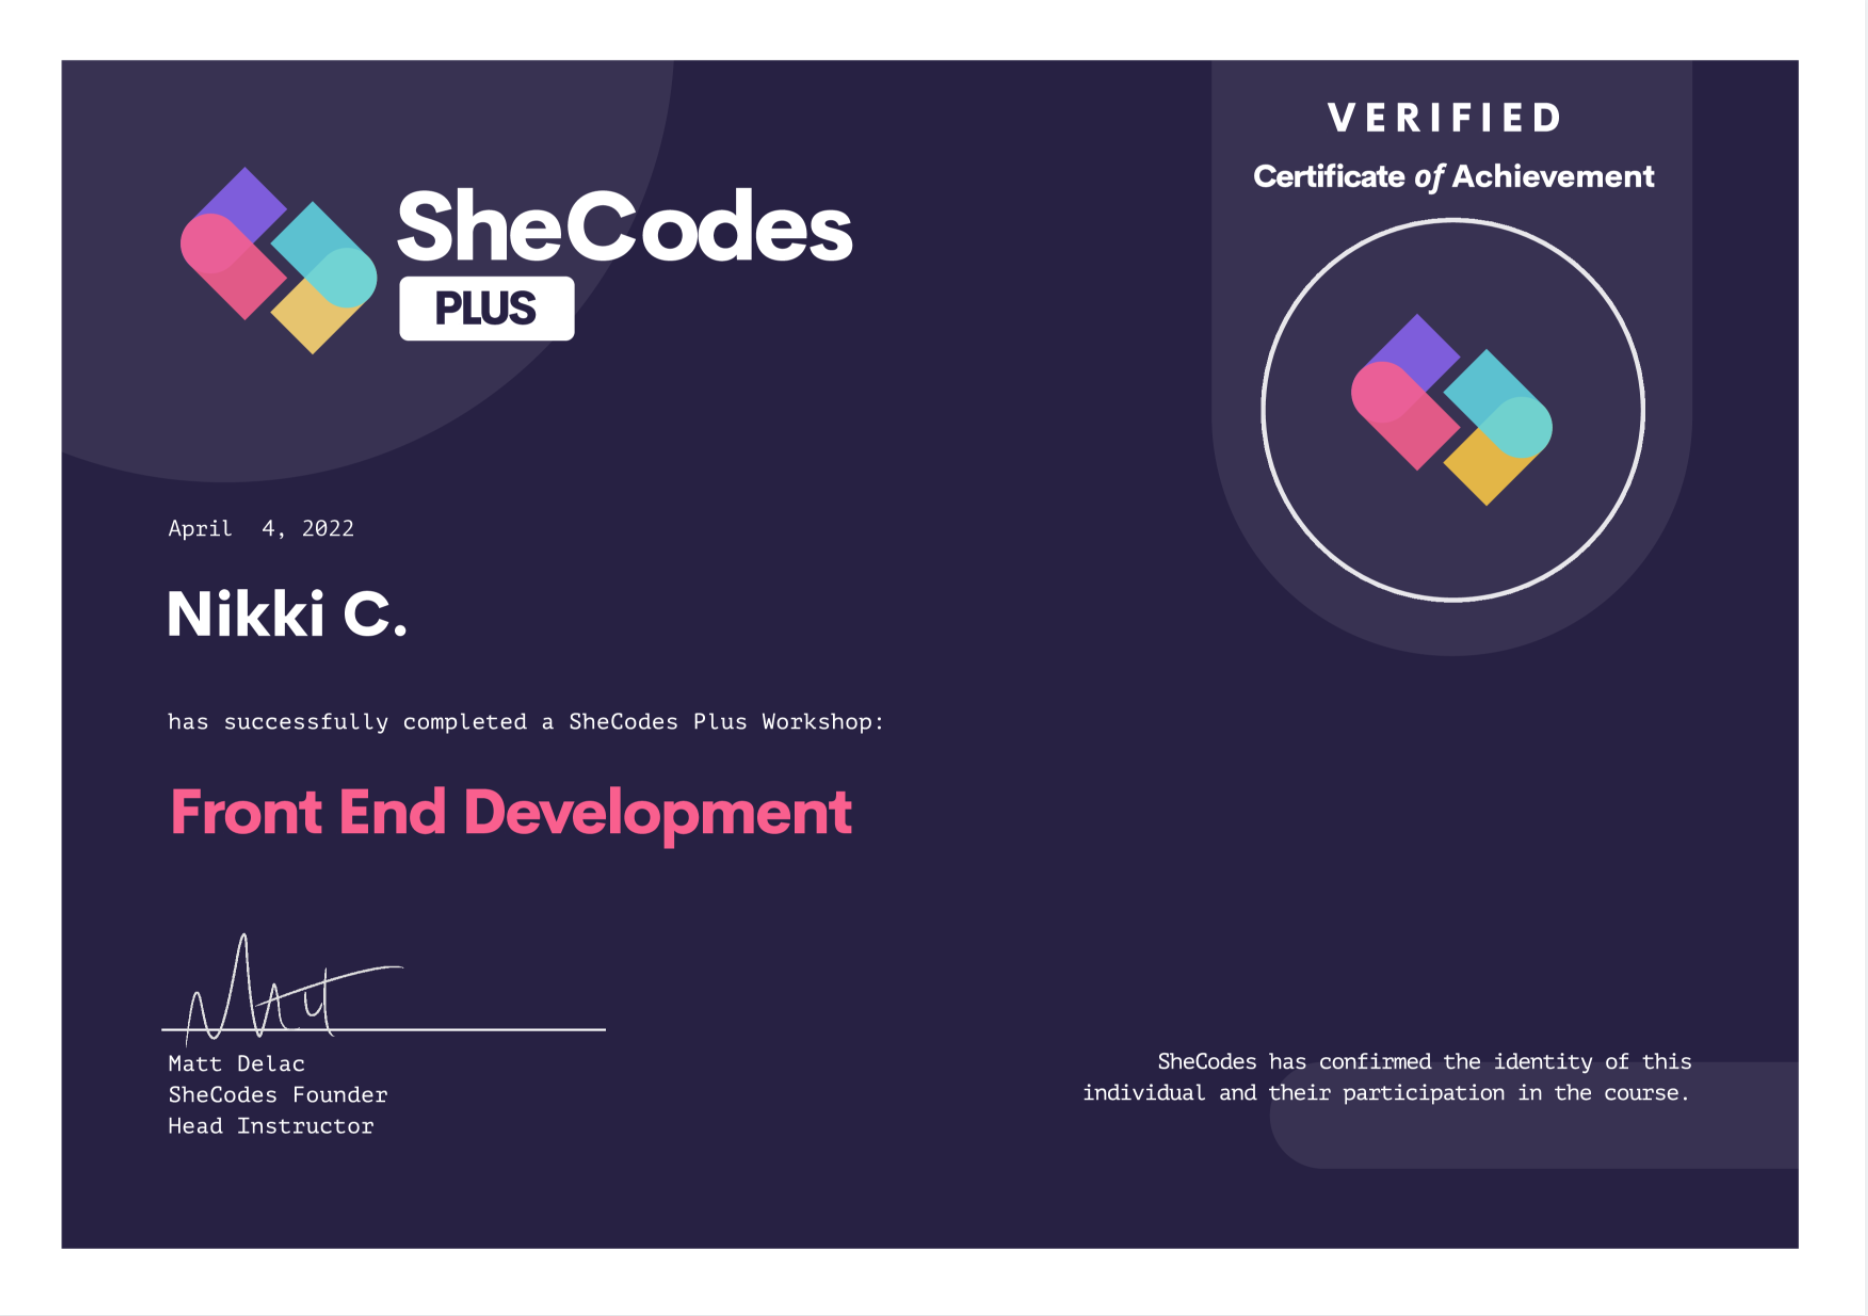 VERIFIED
Certificate of Achievement
SheCodes
PLUS
April 4, 2022
Nikki C.
has successfully completed a SheCodes Plus Workshop:
Front End Development
Matt
Matt Delac
SheCodes Founder
Head Instructor
SheCodes has confirmed the identity of this
individual and their participation in the course.